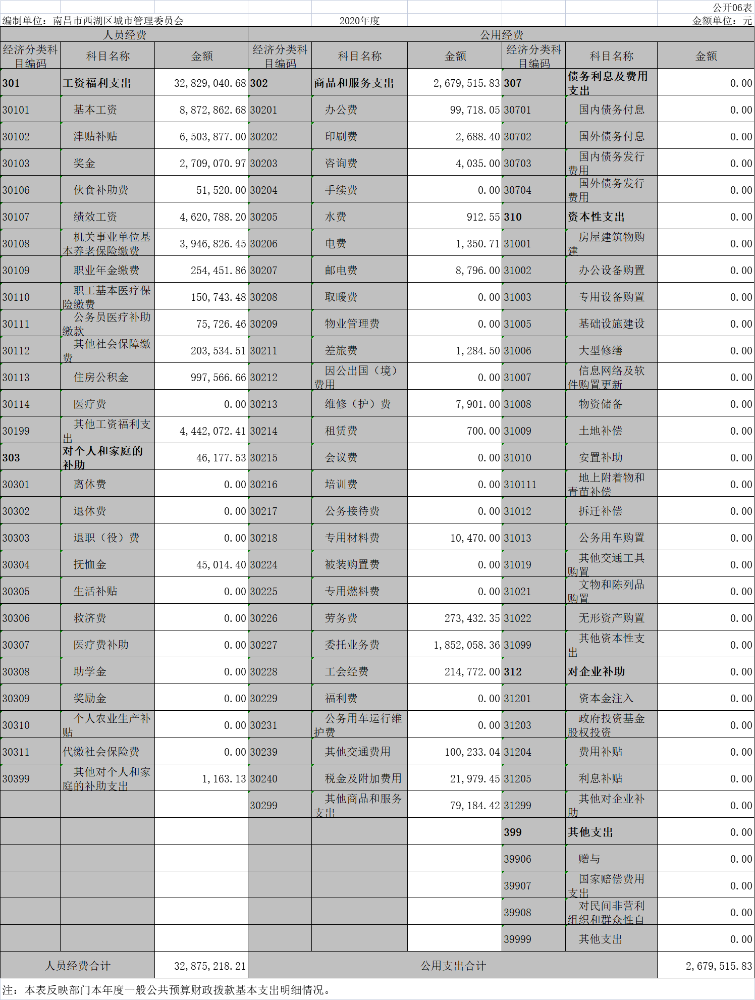 公开06表
编制单位：南昌市西湖区城市管理委员会 2020年度 金额单位：元
人员经费 公用经费
经济分类科目编码 科目名称 金额 经济分类科目编码 科目名称 金额 经济分类科目编码 科目名称 金额
301 工资福利支出 32,829,040.68 302 商品和服务支出 2,679,515.83 307 债务利息及费用支出 0.00
30101 基本工资 8,872,862.68 30201 办公费 99,718.05 30701 国内债务付息 0.00
30102 津贴补贴 6,503,877.00 30202 印刷费 2,688.40 30702 国外债务付息 0.00
30103 奖金 2,709,070.97 30203 咨询费 4,035.00 30703 国内债务发行费用 0.00
30106 伙食补助费 51,520.00 30204 手续费 0.00 30704 国外债务发行费用 0.00
30107 绩效工资 4,620,788.20 30205 水费 912.55 310 资本性支出 0.00
30108 机关事业单位基本养老保险缴费 3,946,826.45 30206 电费 1,350.71 31001 房屋建筑物购建 0.00
30109 职业年金缴费 254,451.86 30207 邮电费 8,796.00 31002 办公设备购置 0.00
30110 职工基本医疗保险缴费 150,743.48 30208 取暖费 0.00 31003 专用设备购置 0.00
30111 公务员医疗补助缴款 75,726.46 30209 物业管理费 0.00 31005 基础设施建设 0.00
30112 其他社会保障缴费 203,534.51 30211 差旅费 1,284.50 31006 大型修缮 0.00
30113 住房公积金 997,566.66 30212 因公出国（境）费用 0.00 31007 信息网络及软件购置更新 0.00
30114 医疗费 0.00 30213 维修（护）费 7,901.00 31008 物资储备 0.00
30199 其他工资福利支出 4,442,072.41 30214 租赁费 700.00 31009 土地补偿 0.00
303 对个人和家庭的补助 46,177.53 30215 会议费 0.00 31010 安置补助 0.00
30301 离休费 0.00 30216 培训费 0.00 310111 地上附着物和青苗补偿 0.00
30302 退休费 0.00 30217 公务接待费 0.00 31012 拆迁补偿 0.00
30303 退职（役）费 0.00 30218 专用材料费 10,470.00 31013 公务用车购置 0.00
30304 抚恤金 45,014.40 30224 被装购置费 0.00 31019 其他交通工具购置 0.00
30305 生活补贴 0.00 30225 专用燃料费 0.00 31021 文物和陈列品购置 0.00
30306 救济费 0.00 30226 劳务费 273,432.35 31022 无形资产购置 0.00
30307 医疗费补助 0.00 30227 委托业务费 1,852,058.36 31099 其他资本性支出 0.00
30308 助学金 0.00 30228 工会经费 214,772.00 312 对企业补助 0.00
30309 奖励金 0.00 30229 福利费 0.00 31201 资本金注入 0.00
30310 个人农业生产补贴 0.00 30231 公务用车运行维护费 0.00 31203 政府投资基金股权投资 0.00
30311 代缴社会保险费 0.00 30239 其他交通费用 100,233.04 31204 费用补贴 0.00
30399 其他对个人和家庭的补助支出 1,163.13 30240 税金及附加费用 21,979.45 31205 利息补贴 0.00
30299 其他商品和服务支出 79,184.42 31299 其他对企业补助 0.00
399 其他支出 0.00
39906 赠与 0.00
39907 国家赔偿费用支出 0.00
39908 对民间非营利组织和群众性自 0.00
39999 其他支出 0.00
人员经费合计 32,875,218.21 公用支出合计 2,679,515.83
注：本表反映部门本年度一般公共预算财政拨款基本支出明细情况。